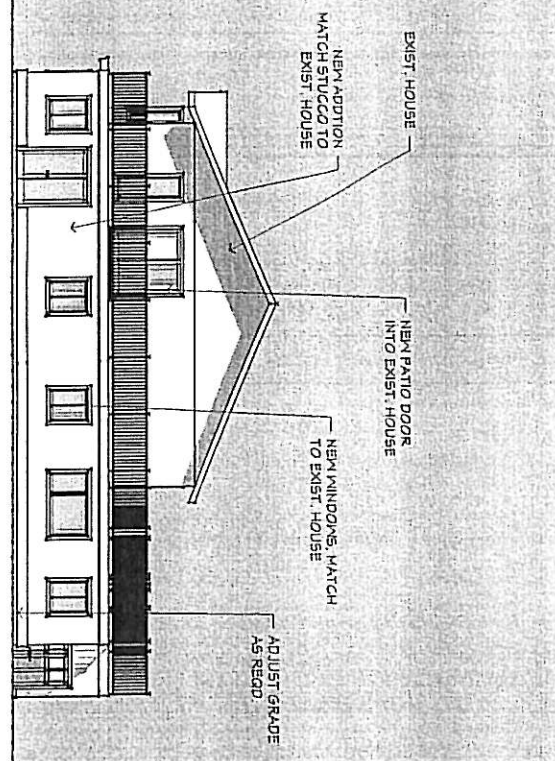 EXIST. HOUSE
NEW ADDTION
MATCH STUCCO TO
EXIST. HOUSE
NEW PATIO DOOR
INTO EXIST. HOUSE
NEW WINDOWS, MATCH
TO EXIST. HOUSE
ADJUST GRADE
AS REQD.